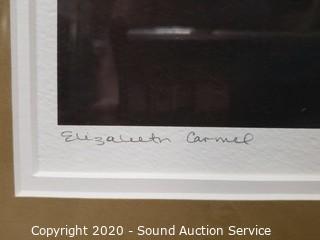 Elizabeth Carmel
Copyright 2020 - Sound Auction Service